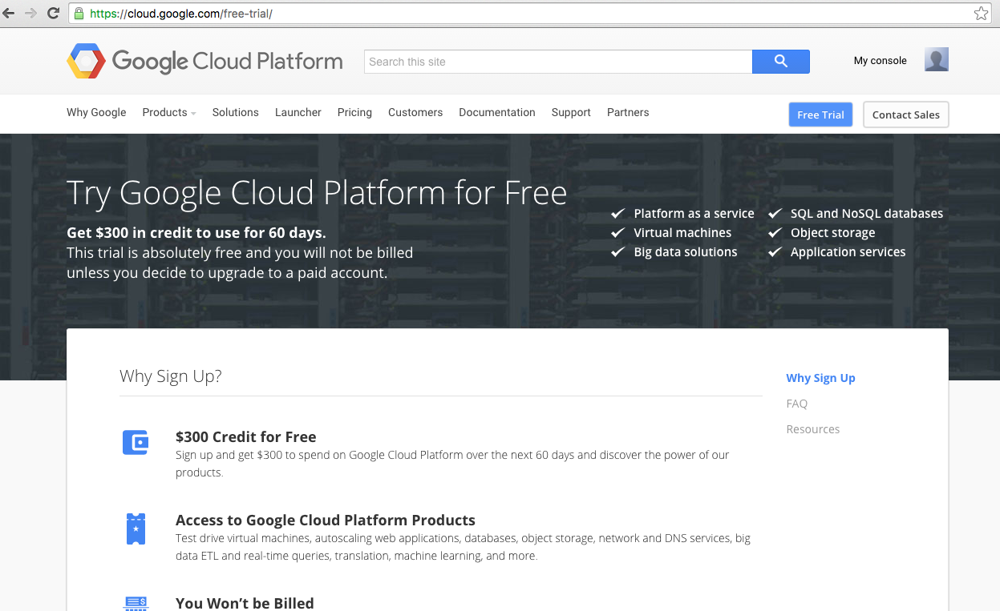 https://cloud.google.com/free-trial/
Google Cloud Platform
Search this site
My console
Why Google Products Solutions Launcher Pricing Customers Documentation Support Partners
Free Trial
Contact Sales
Try Google Cloud Platform for Free
Get $300 in credit to use for 60 days.
This trial is absolutely free and you will not be billed
unless you decide to upgrade to a paid account.
Platform as a service
SQL and NoSQL databases
Virtual machines
Object storage
Big data solutions
Application services
Why Sign Up?
$300 Credit for Free
Sign up and get $300 to spend on Google Cloud Platform over the next 60 days and discover the power of our
products.
Access to Google Cloud Platform Products
Test drive virtual machines, autoscaling web applications, databases, object storage, network and DNS services, big
data ETL and real-time queries, translation, machine learning, and more.
You Won’t be Billed
Why Sign Up
FAQ
Resources